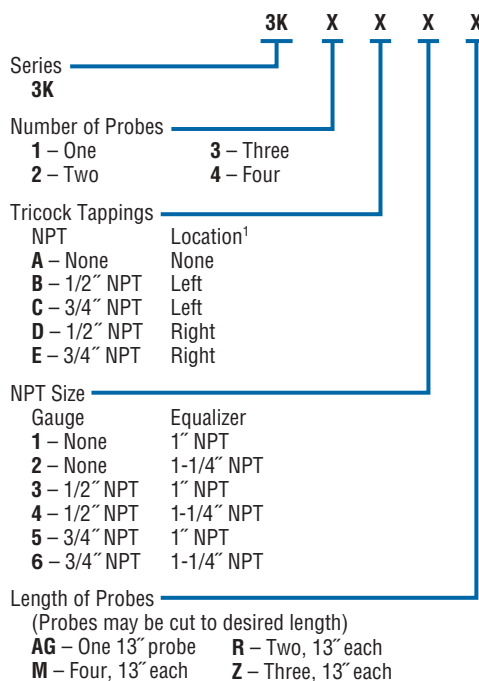 3K X X X X
Series
3K
Number of Probes
1 – One 3 – Three
2 – Two 4 – Four
Tricock Tappings
NPT Location¹
A – None None
B – 1/2˝ NPT Left
C – 3/4˝ NPT Left
D – 1/2˝ NPT Right
E – 3/4˝ NPT Right
NPT Size
Gauge Equalizer
1 – None 1˝ NPT
2 – None 1-1/4˝ NPT
3 – 1/2˝ NPT 1˝ NPT
4 – 1/2˝ NPT 1-1/4˝ NPT
5 – 3/4˝ NPT 1˝ NPT
6 – 3/4˝ NPT 1-1/4˝ NPT
Length of Probes
(Probes may be cut to desired length)
AG – One 13˝ probe R – Two, 13˝ each
M – Four, 13˝ each Z – Three, 13˝ each